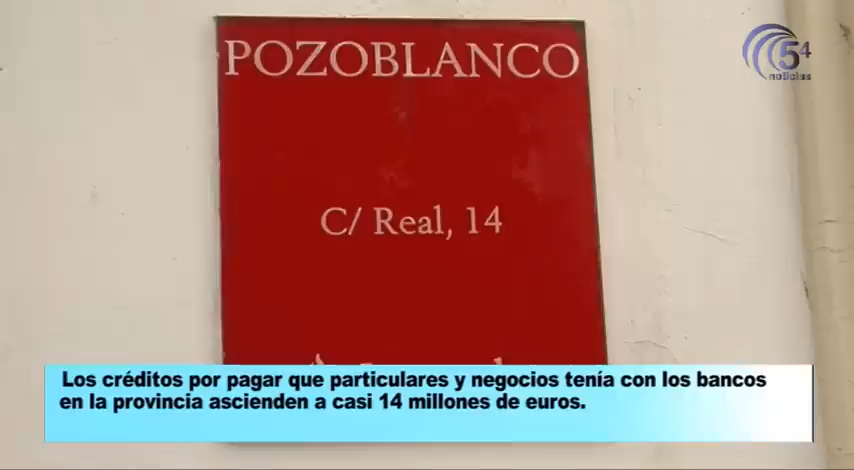 POZOBLANCO
54
noticias
C/ Real, 14
Los créditos por pagar que particulares y negocios tenía con los bancos
en la provincia ascienden a casi 14 millones de euros.